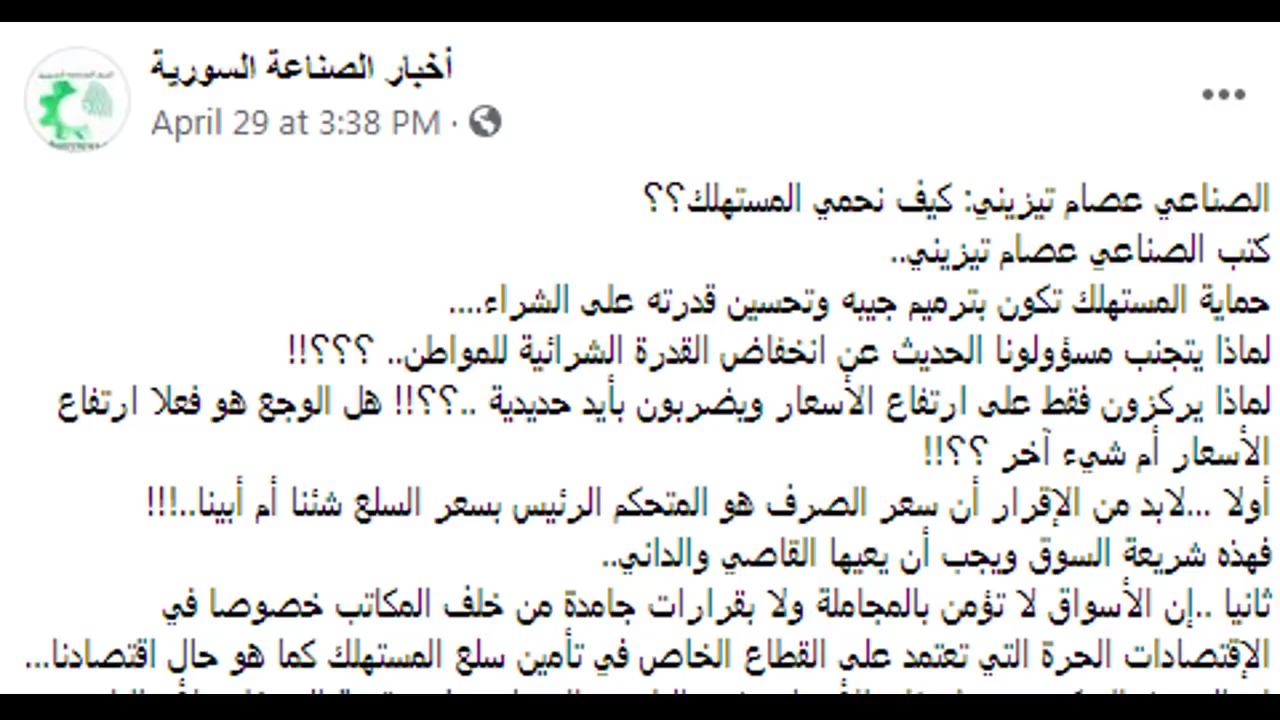 أخبار الصناعة السورية
April 29 at 3:38 PM ·
الصناعي عصام تيزيني: كيف نحمي المستهلك؟؟
كتب الصناعي عصام تيزيني..
حماية المستهلك تكون بترميم جيبه وتحسين قدرته على الشراء....
لماذا يتجنب مسؤولونا الحديث عن انخفاض القدرة الشرائية للمواطن.. ؟؟؟!!
لماذا يركزون فقط على ارتفاع الأسعار ويضربون بأيد حديدية ..؟؟!! هل الوجع هو فعلا ارتفاع
الأسعار أم شيء آخر ؟؟!!
أولا ...لابد من الإقرار أن سعر الصرف هو المتحكم الرئيس بسعر السلع شئنا أم أبينا..!!!
فهذه شريعة السوق ويجب أن يعيها القاصي والداني..
ثانيا ..إن الأسواق لا تؤمن بالمجاملة ولا بقرارات جامدة من خلف المكاتب خصوصا في
الإقتصادات الحرة التي تعتمد على القطاع الخاص في تأمين سلع المستهلك كما هو حال اقتصادنا...